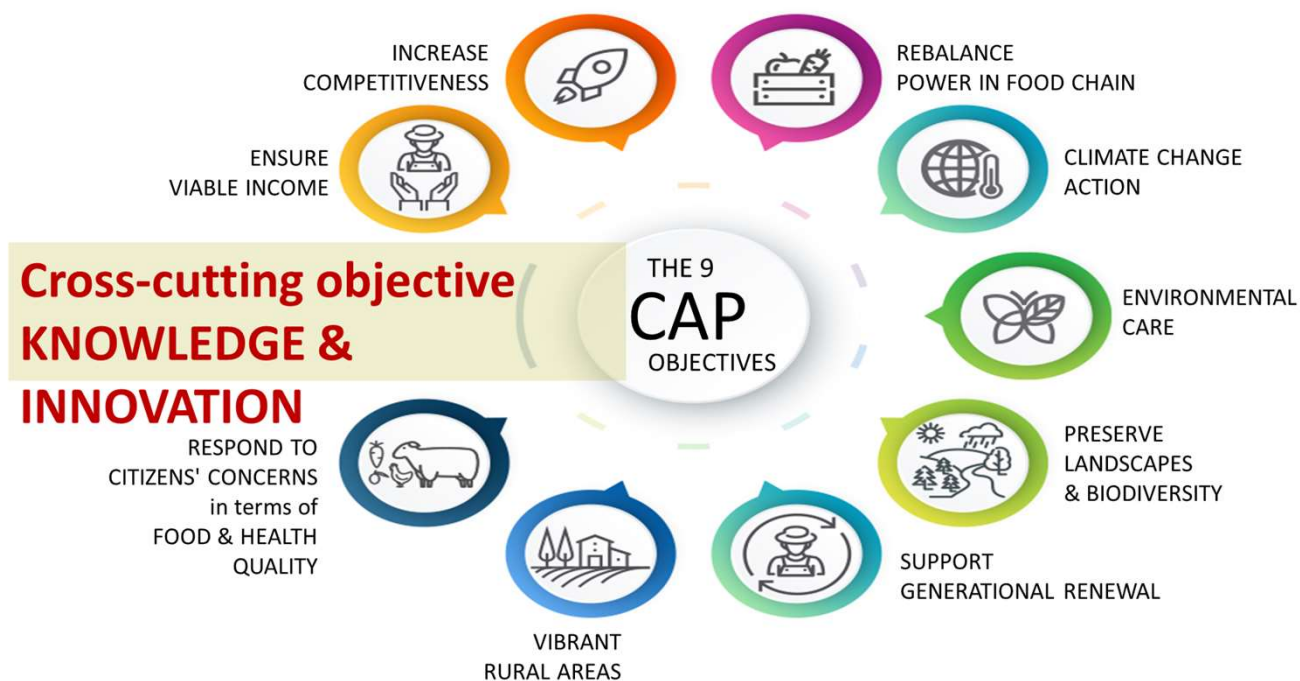 INCREASE
COMPETITIVENESS
REBALANCE
POWER IN FOOD CHAIN
ENSURE
VIABLE INCOME
CLIMATE CHANGE
ACTION
Cross-cutting objective
KNOWLEDGE &
INNOVATION
THE 9
CAP
OBJECTIVES
ENVIRONMENTAL
CARE
RESPOND TO
CITIZENS' CONCERNS
in terms of
FOOD & HEALTH
QUALITY
PRESERVE
LANDSCAPES
& BIODIVERSITY
VIBRANT
RURAL AREAS
SUPPORT
GENERATIONAL RENEWAL